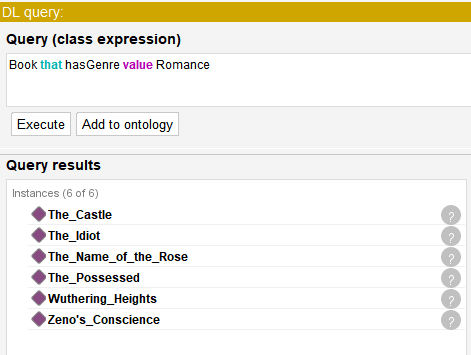 DL query:
Query (class expression)
Book that hasGenre value Romance
Execute Add to ontology
Query results
Instances (6 of 6)
The_Castle ?
The_Idiot ?
The_Name_of_the_Rose ?
The_Possessed ?
Wuthering_Heights ?
Zeno's_Conscience ?